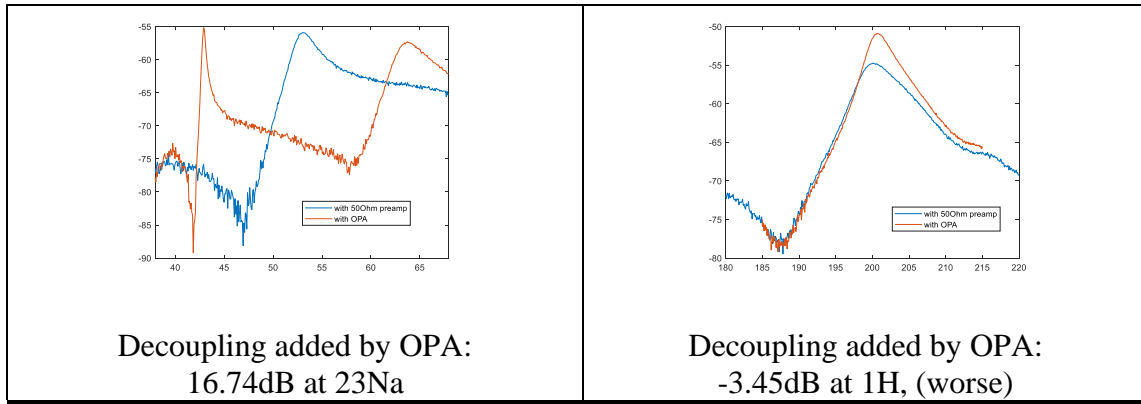 -55
-60
-65
-70
-75
-80
-85
-90
40 45 50 55 60 65
with 50Ohm preamp
with OPA
Decoupling added by OPA:
16.74dB at 23Na
-50
-55
-60
-65
-70
-75
-80
180 185 190 195 200 205 210 215 220
with 50Ohm preamp
with OPA
Decoupling added by OPA:
-3.45dB at 1H, (worse)